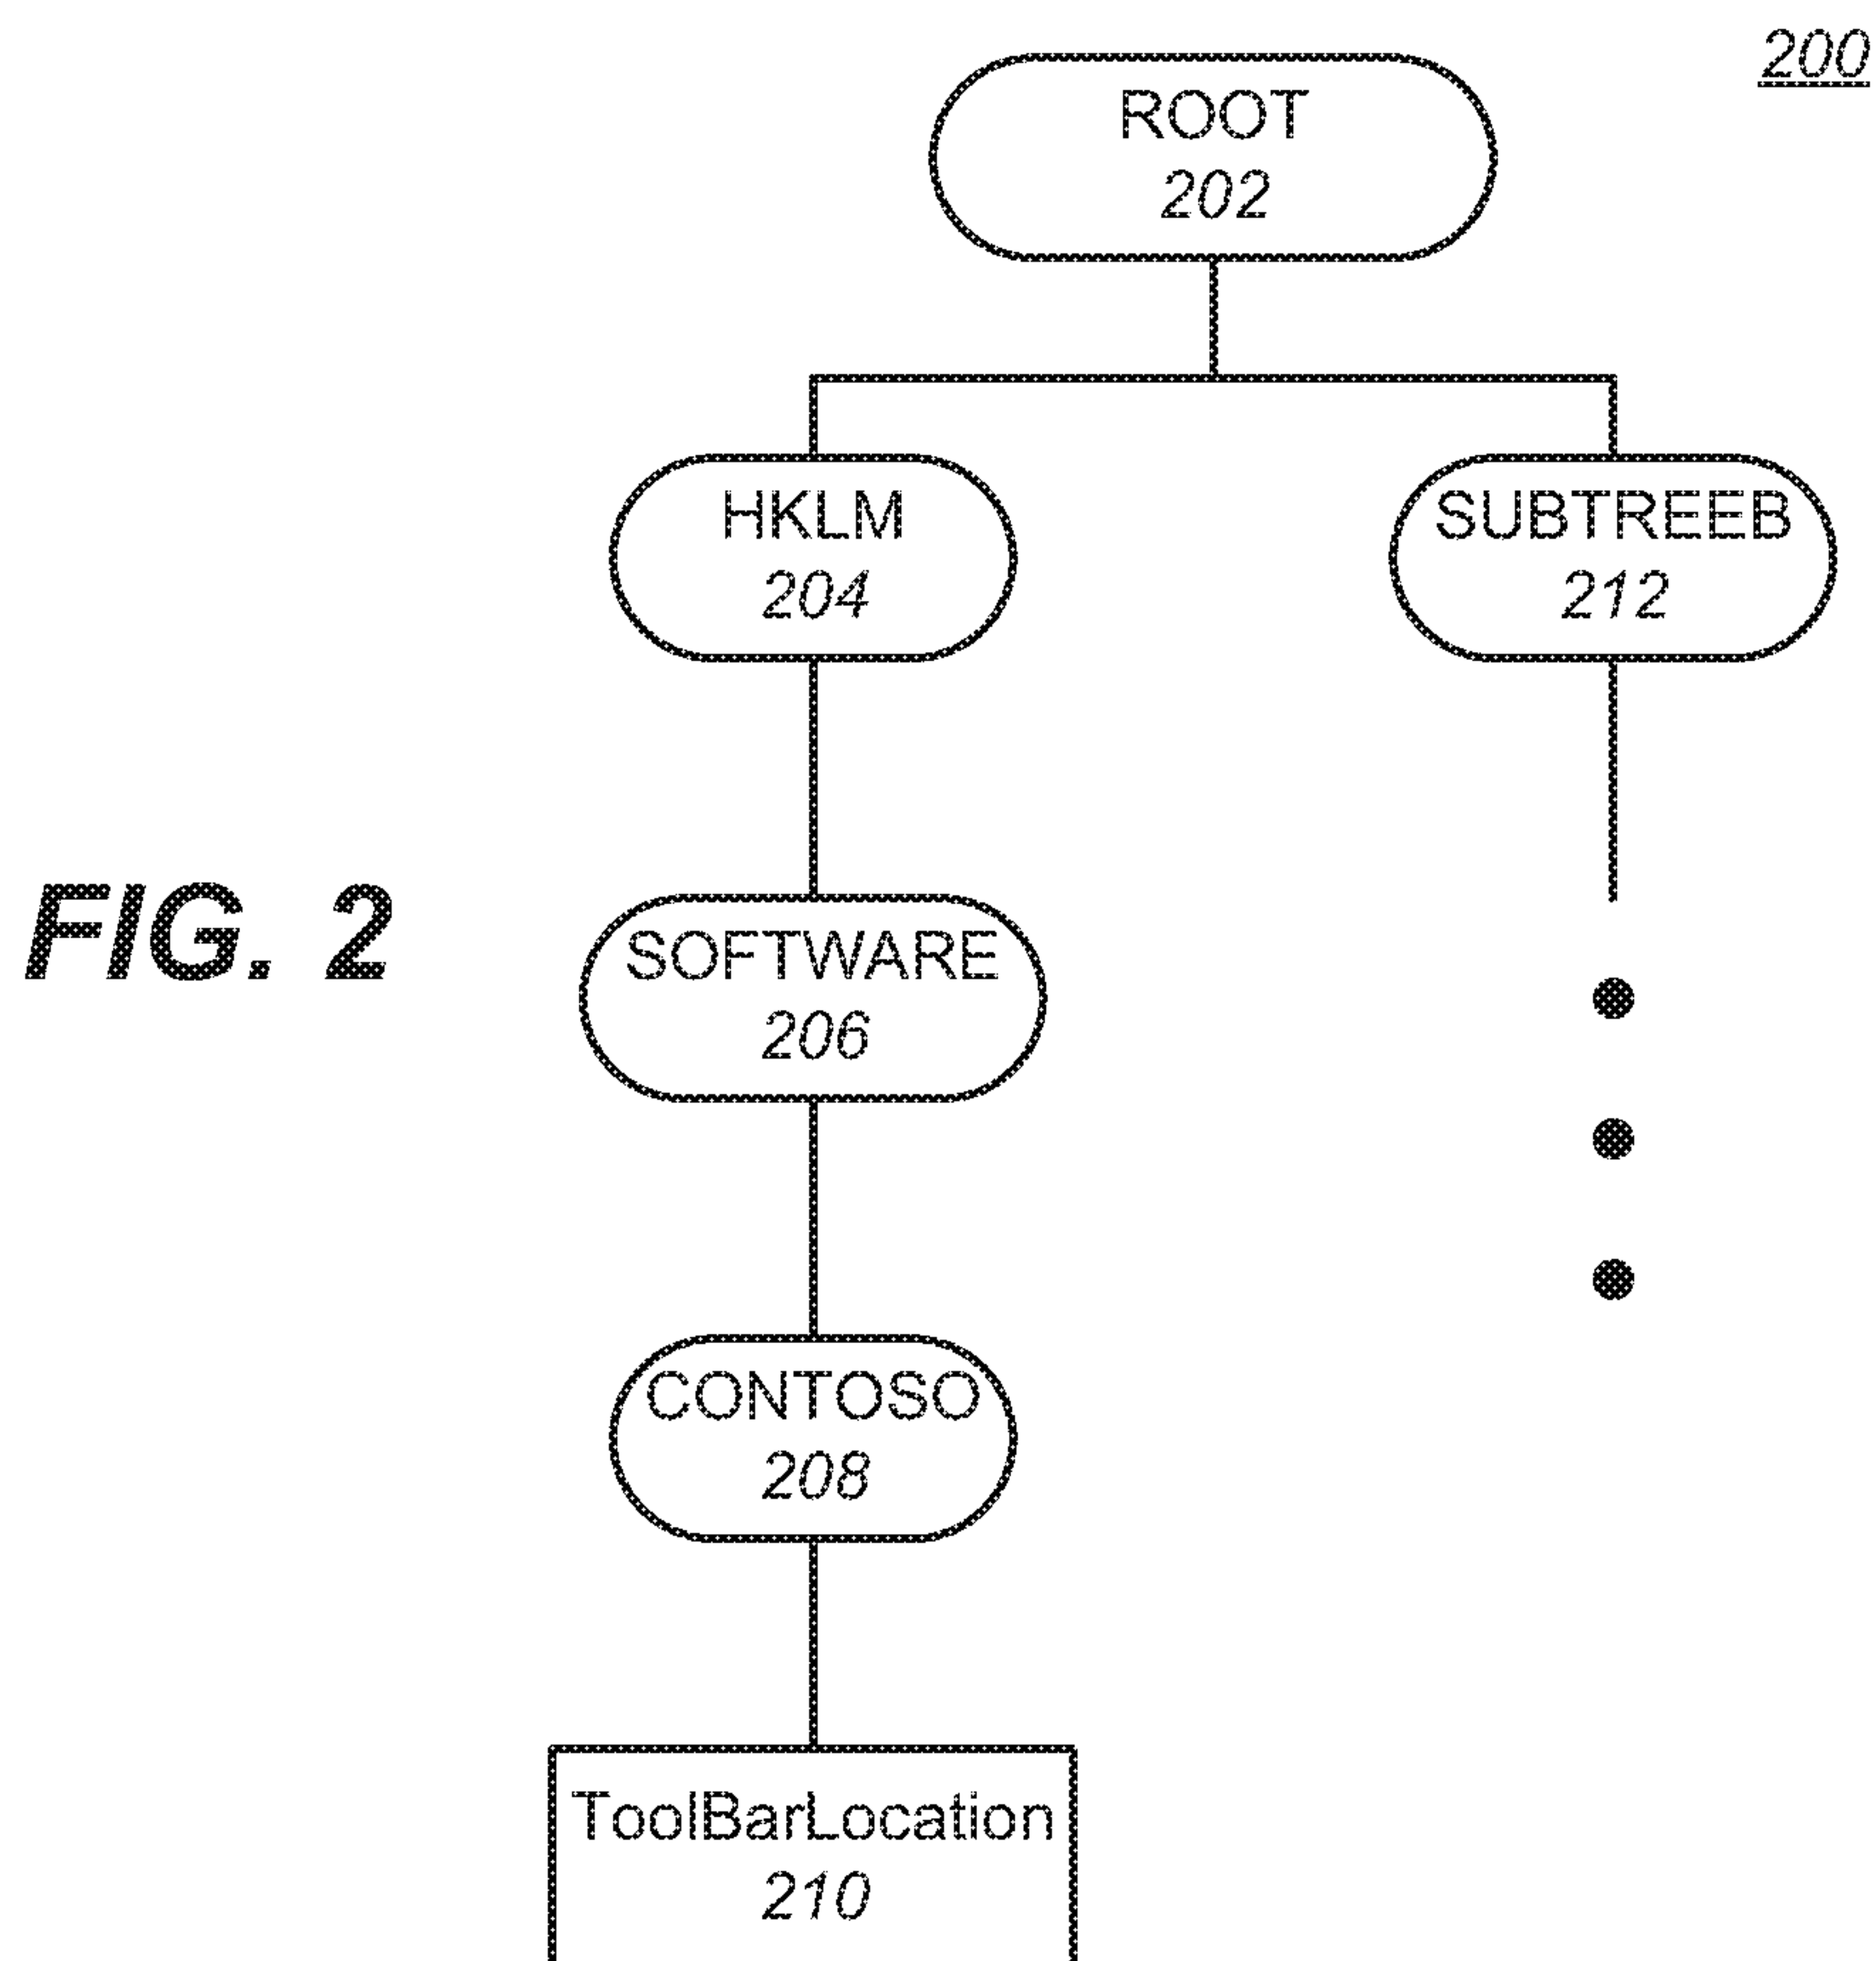 200
ROOT
202
HKLM
204
SUBTREEB
212
SOFTWARE
206
FIG. 2
CONTOSO
208
ToolBarLocation
210